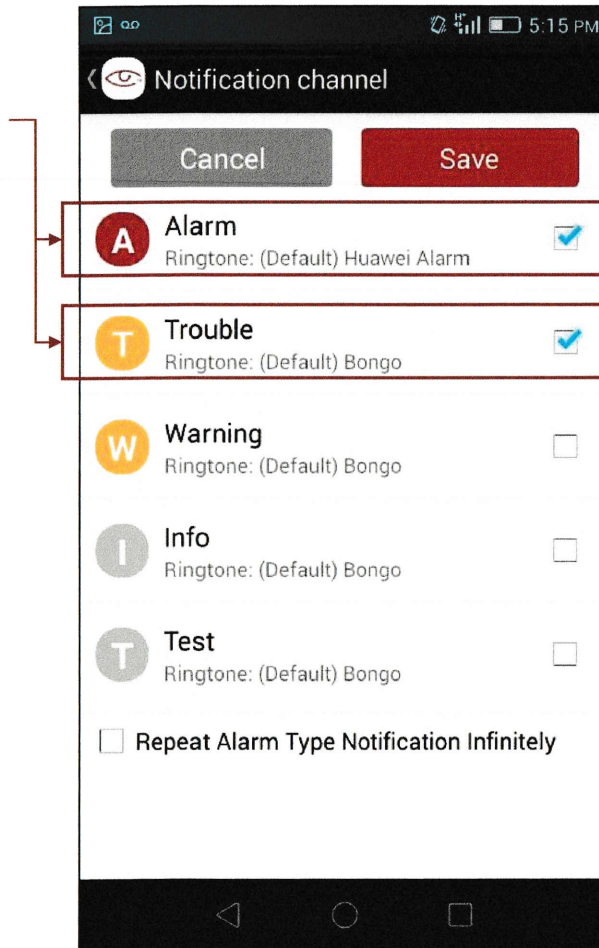 5:15 PM
Notification channel
Cancel Save
A Alarm
Ringtone: (Default) Huawei Alarm
T Trouble
Ringtone: (Default) Bongo
W Warning
Ringtone: (Default) Bongo
I Info
Ringtone: (Default) Bongo
T Test
Ringtone: (Default) Bongo
Repeat Alarm Type Notification Infinitely